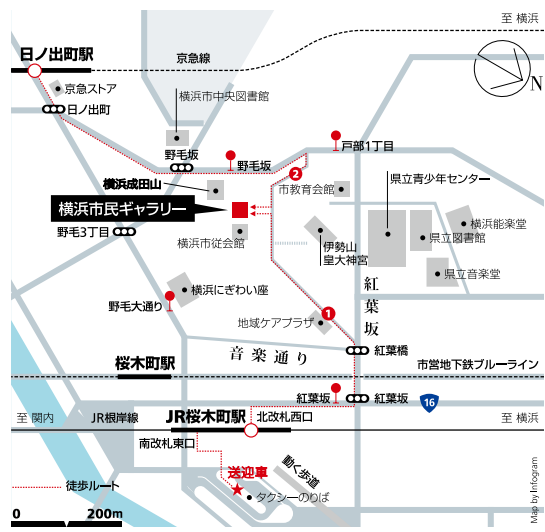 至 横浜
日ノ出町駅
京急線
京急ストア
横浜市中央図書館
N
日ノ出町
野毛坂
野毛坂
戸部1丁目
2
横浜成田山
市教育会館
県立青少年センター
横浜市民ギャラリー
野毛3丁目
横浜市従会館
伊勢山
皇大神宮
横浜能楽堂
県立図書館
県立音楽堂
紅葉坂
横浜にぎわい座
野毛大通り
1
地域ケアプラザ
音楽通り
紅葉橋
桜木町駅
市営地下鉄ブルーライン
紅葉坂
紅葉坂
16
至 関内
JR根岸線
JR桜木町駅
北改札西口
至 横浜
南改札東口
送迎車
動く歩道
タクシーのりば
徒歩ルート
0
200m
Map by Infogram